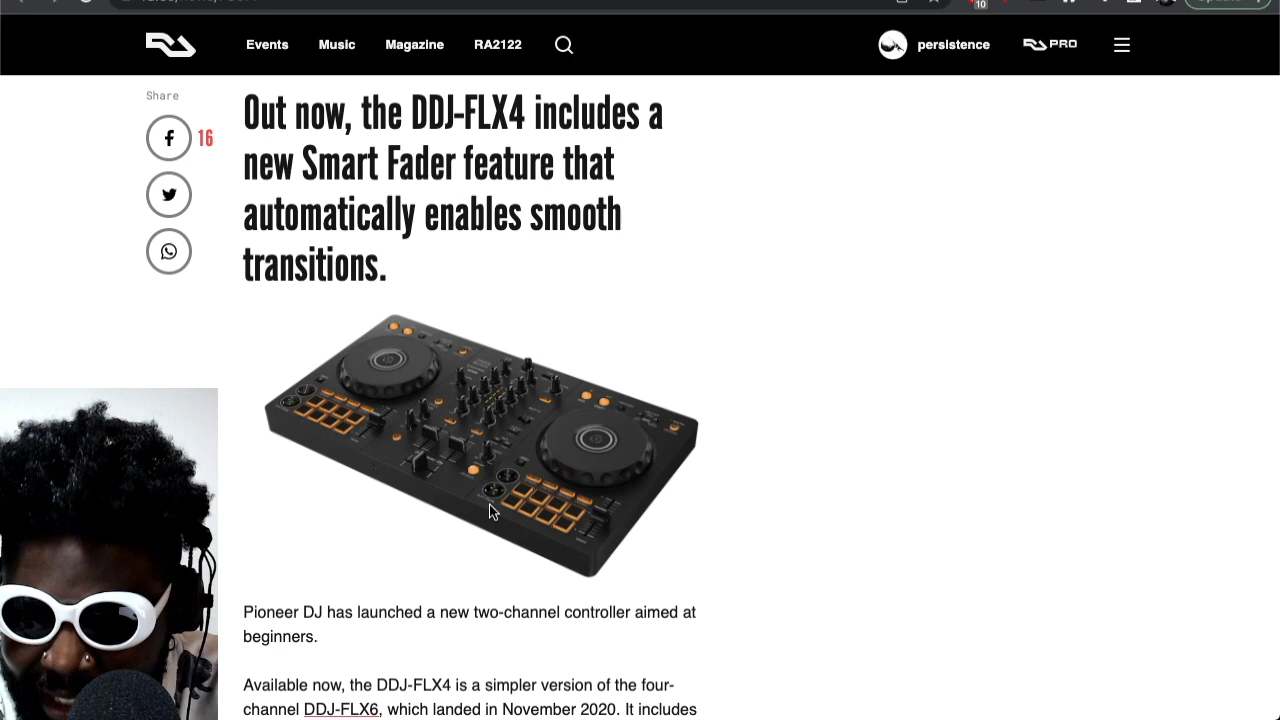 10
Events
Music
Magazine
RA2122
persistence
PRO
Share
16
Out now, the DDJ-FLX4 includes a
new Smart Fader feature that
automatically enables smooth
transitions.
Pioneer DJ has launched a new two-channel controller aimed at
beginners.
Available now, the DDJ-FLX4 is a simpler version of the four-
channel DDJ-FLX6, which landed in November 2020. It includes